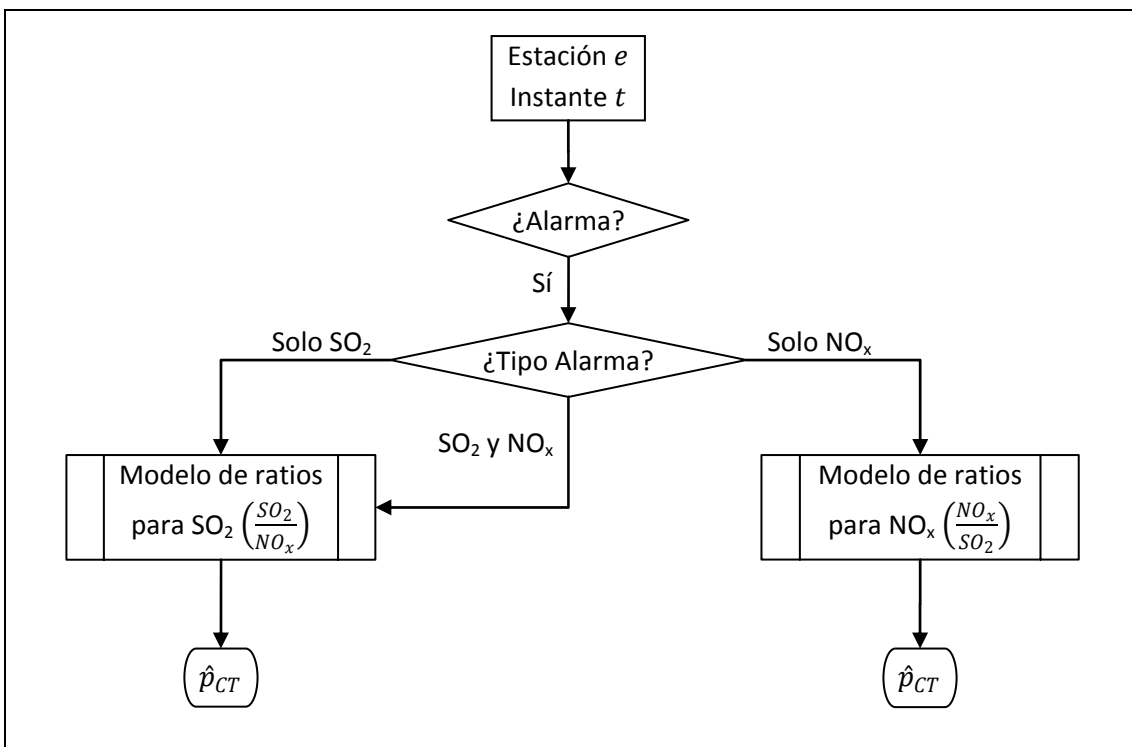 Estación e
Instante t
¿Alarma?
Sí
Solo SO₂
¿Tipo Alarma?
Solo NOₓ
SO₂ y NOₓ
Modelo de ratios
para SO₂ (SO₂/NOₓ)
Modelo de ratios
para NOₓ (NOₓ/SO₂)
p̂CT
p̂CT